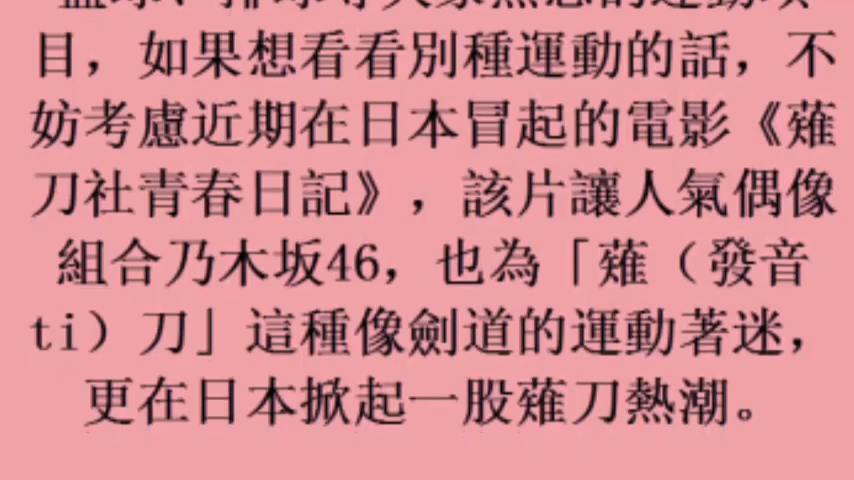 目，如果想看看別種運動的話，不
妨考慮近期在日本冒起的電影《薙
刀社青春日記》，該片讓人氣偶像
組合乃木坂46，也為「薙（發音
ti）刀」這種像劍道的運動著迷，
更在日本掀起一股薙刀熱潮。